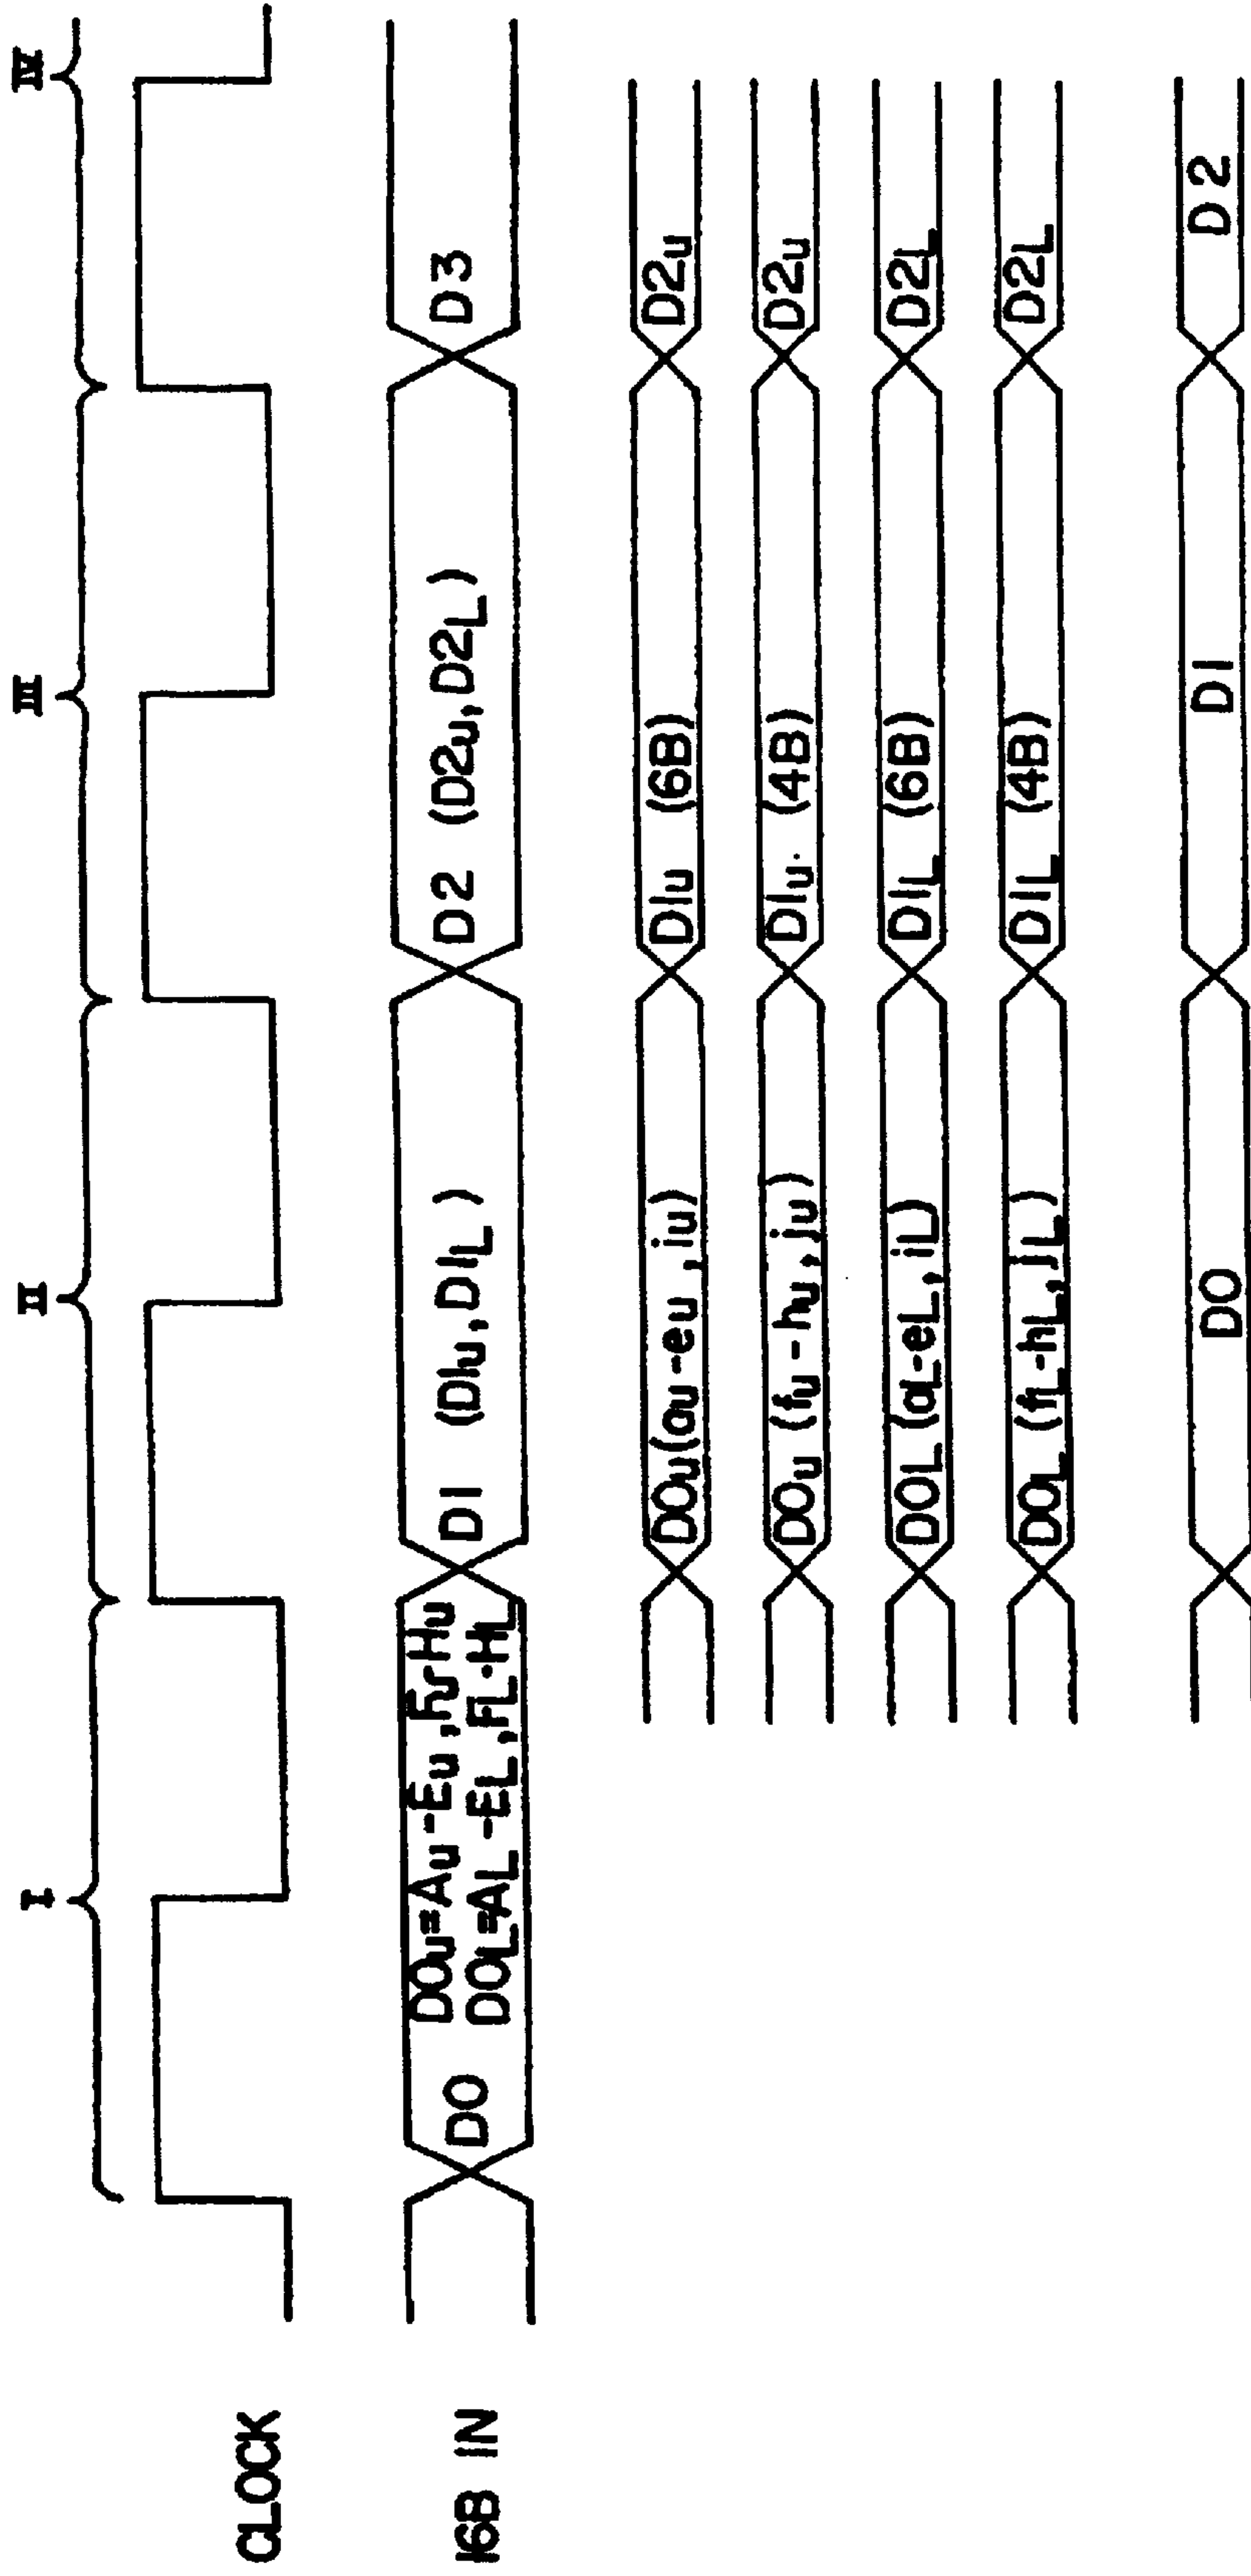 I II III IV
CLOCK
16B IN
D0 D0u=Au-Eu,Fu-Hu D1 (D1u,D1L) D2 (D2u,D2L) D3
D0L=AL-EL,FL-HL
D0u(au-eu,iu) D1u (6B) D2u
D0u (fu-hu,ju) D1u. (4B) D2u
D0L (aL-eL,iL) D1L (6B) D2L
D0L (fL-hL,jL) D1L (4B) D2L
D0 D1 D2